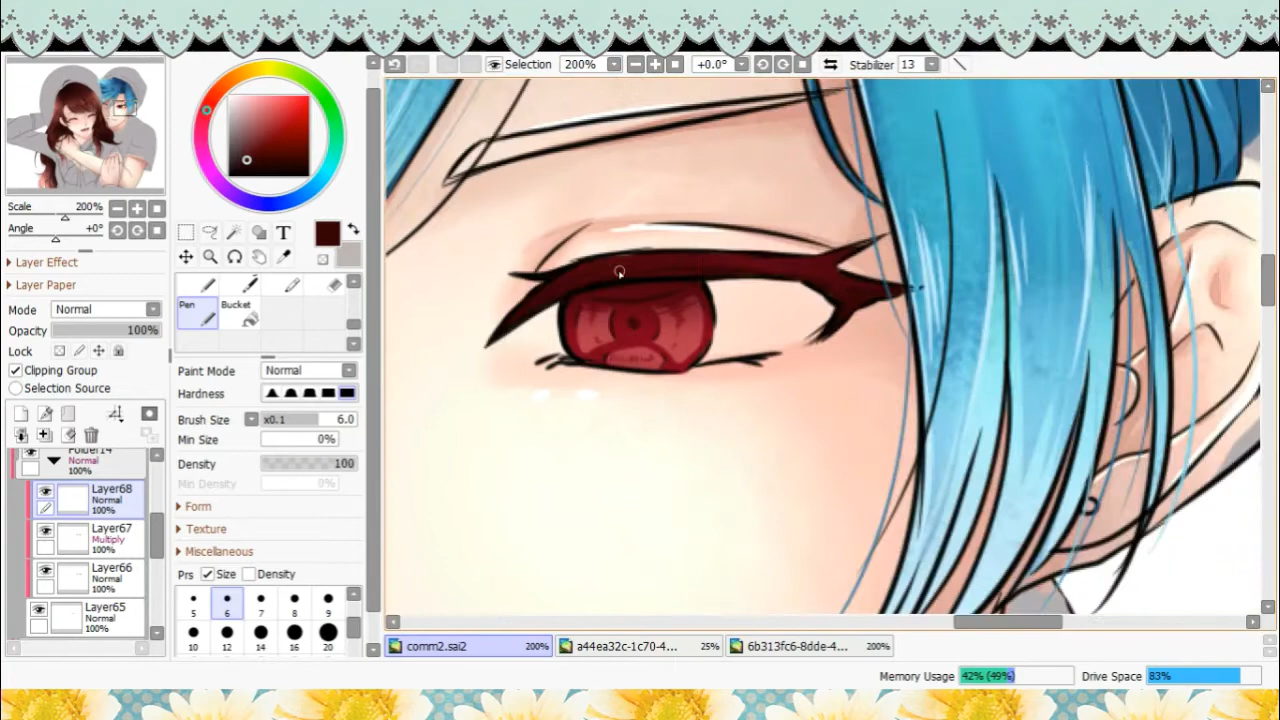 Selection 200% +0.0° Stabilizer 13
Scale 200%
Angle +0°
Layer Effect
Layer Paper
Mode Normal
Opacity 100%
Lock
Clipping Group
Selection Source
Folder14
Normal
100%
Layer68
Normal
100%
Layer67
Multiply
100%
Layer66
Normal
100%
Layer65
Normal
100%
T
Pen Bucket
Paint Mode Normal
Hardness
Brush Size x0.1 6.0
Min Size 0%
Density 100
Min Density 0%
Form
Texture
Miscellaneous
Prs Size Density
5 6 7 8 9
10 12 14 16 20
comm2.sai2 200% a44ea32c-1c70-4... 25% 6b313fc6-8dde-4... 200%
Memory Usage 42% (49%) Drive Space 83%